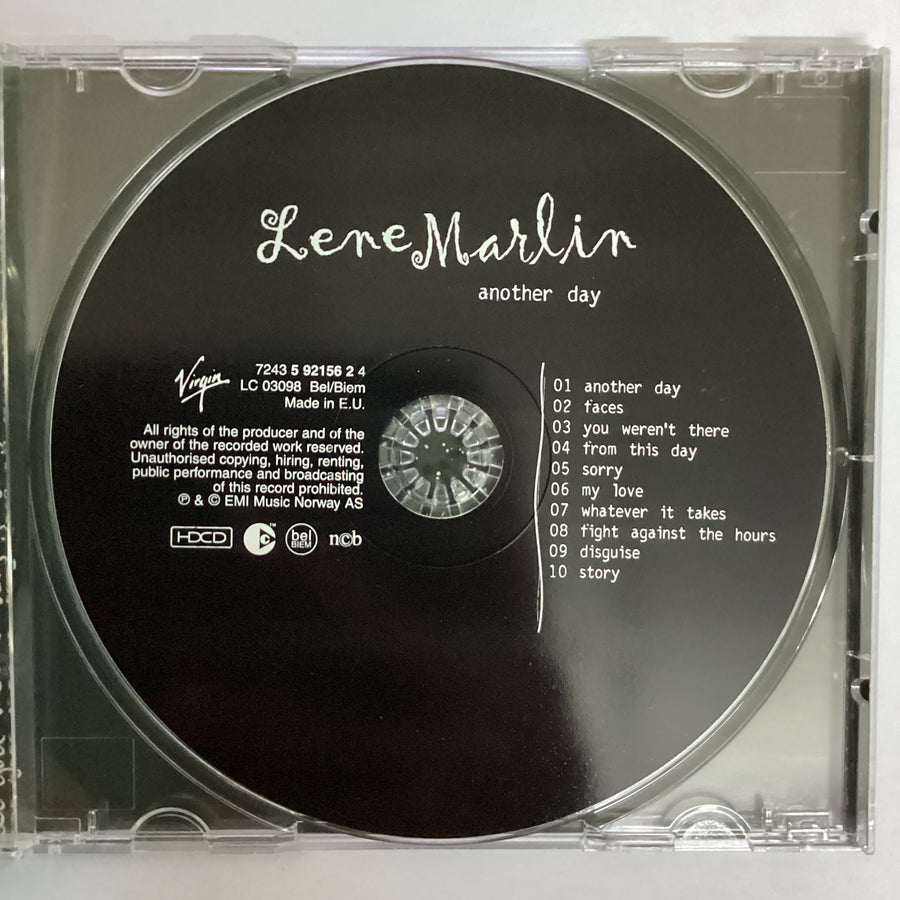 Lene Marlin
another day
Virgin
7243 5 92156 2 4
LC 03098 Bel/Biem
Made in E.U.
All rights of the producer and of the
owner of the recorded work reserved.
Unauthorised copying, hiring, renting,
public performance and broadcasting
of this record prohibited.
℗ & © EMI Music Norway AS
HDCD
™
bel
BIEM
n©b
01 another day
02 faces
03 you weren't there
04 from this day
05 sorry
06 my love
07 whatever it takes
08 fight against the hours
09 disguise
10 story